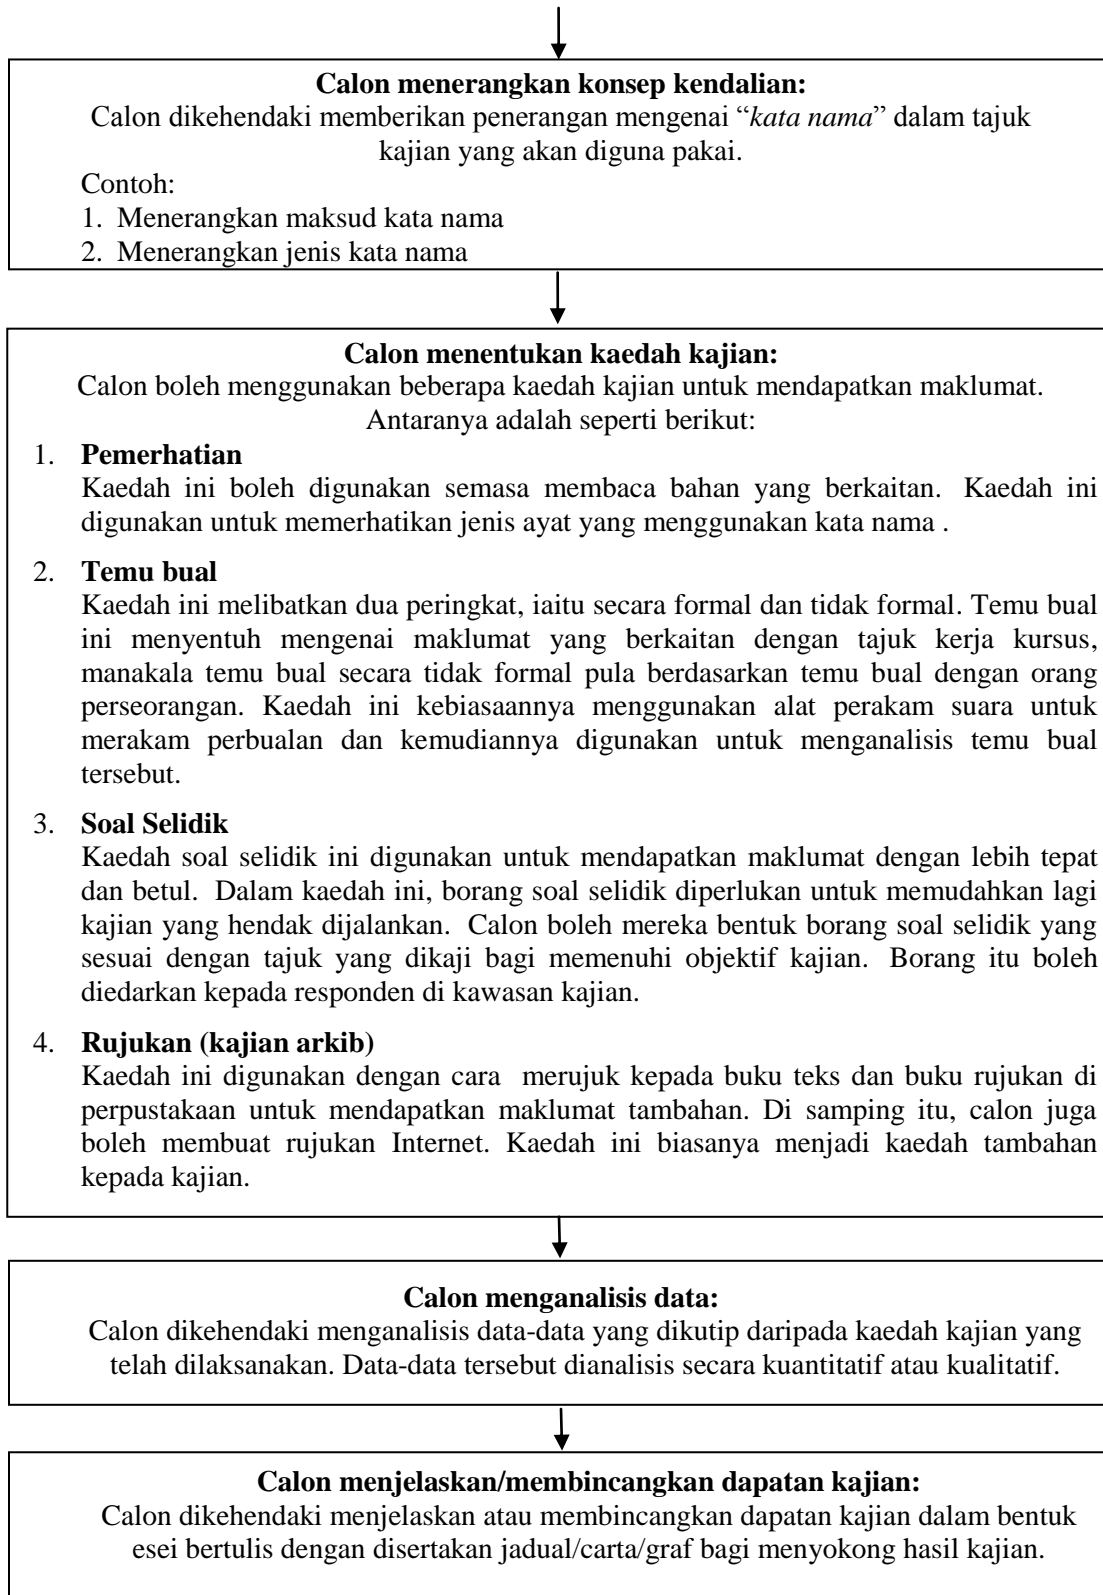 Calon menerangkan konsep kendalian:
Calon dikehendaki memberikan penerangan mengenai “kata nama” dalam tajuk
kajian yang akan diguna pakai.
Contoh:
1. Menerangkan maksud kata nama
2. Menerangkan jenis kata nama
Calon menentukan kaedah kajian:
Calon boleh menggunakan beberapa kaedah kajian untuk mendapatkan maklumat.
Antaranya adalah seperti berikut:
1. Pemerhatian
Kaedah ini boleh digunakan semasa membaca bahan yang berkaitan. Kaedah ini
digunakan untuk memerhatikan jenis ayat yang menggunakan kata nama .
2. Temu bual
Kaedah ini melibatkan dua peringkat, iaitu secara formal dan tidak formal. Temu bual
ini menyentuh mengenai maklumat yang berkaitan dengan tajuk kerja kursus,
manakala temu bual secara tidak formal pula berdasarkan temu bual dengan orang
perseorangan. Kaedah ini kebiasaannya menggunakan alat perakam suara untuk
merakam perbualan dan kemudiannya digunakan untuk menganalisis temu bual
tersebut.
3. Soal Selidik
Kaedah soal selidik ini digunakan untuk mendapatkan maklumat dengan lebih tepat
dan betul. Dalam kaedah ini, borang soal selidik diperlukan untuk memudahkan lagi
kajian yang hendak dijalankan. Calon boleh mereka bentuk borang soal selidik yang
sesuai dengan tajuk yang dikaji bagi memenuhi objektif kajian. Borang itu boleh
diedarkan kepada responden di kawasan kajian.
4. Rujukan (kajian arkib)
Kaedah ini digunakan dengan cara merujuk kepada buku teks dan buku rujukan di
perpustakaan untuk mendapatkan maklumat tambahan. Di samping itu, calon juga
boleh membuat rujukan Internet. Kaedah ini biasanya menjadi kaedah tambahan
kepada kajian.
Calon menganalisis data:
Calon dikehendaki menganalisis data-data yang dikutip daripada kaedah kajian yang
telah dilaksanakan. Data-data tersebut dianalisis secara kuantitatif atau kualitatif.
Calon menjelaskan/membincangkan dapatan kajian:
Calon dikehendaki menjelaskan atau membincangkan dapatan kajian dalam bentuk
esei bertulis dengan disertakan jadual/carta/graf bagi menyokong hasil kajian.